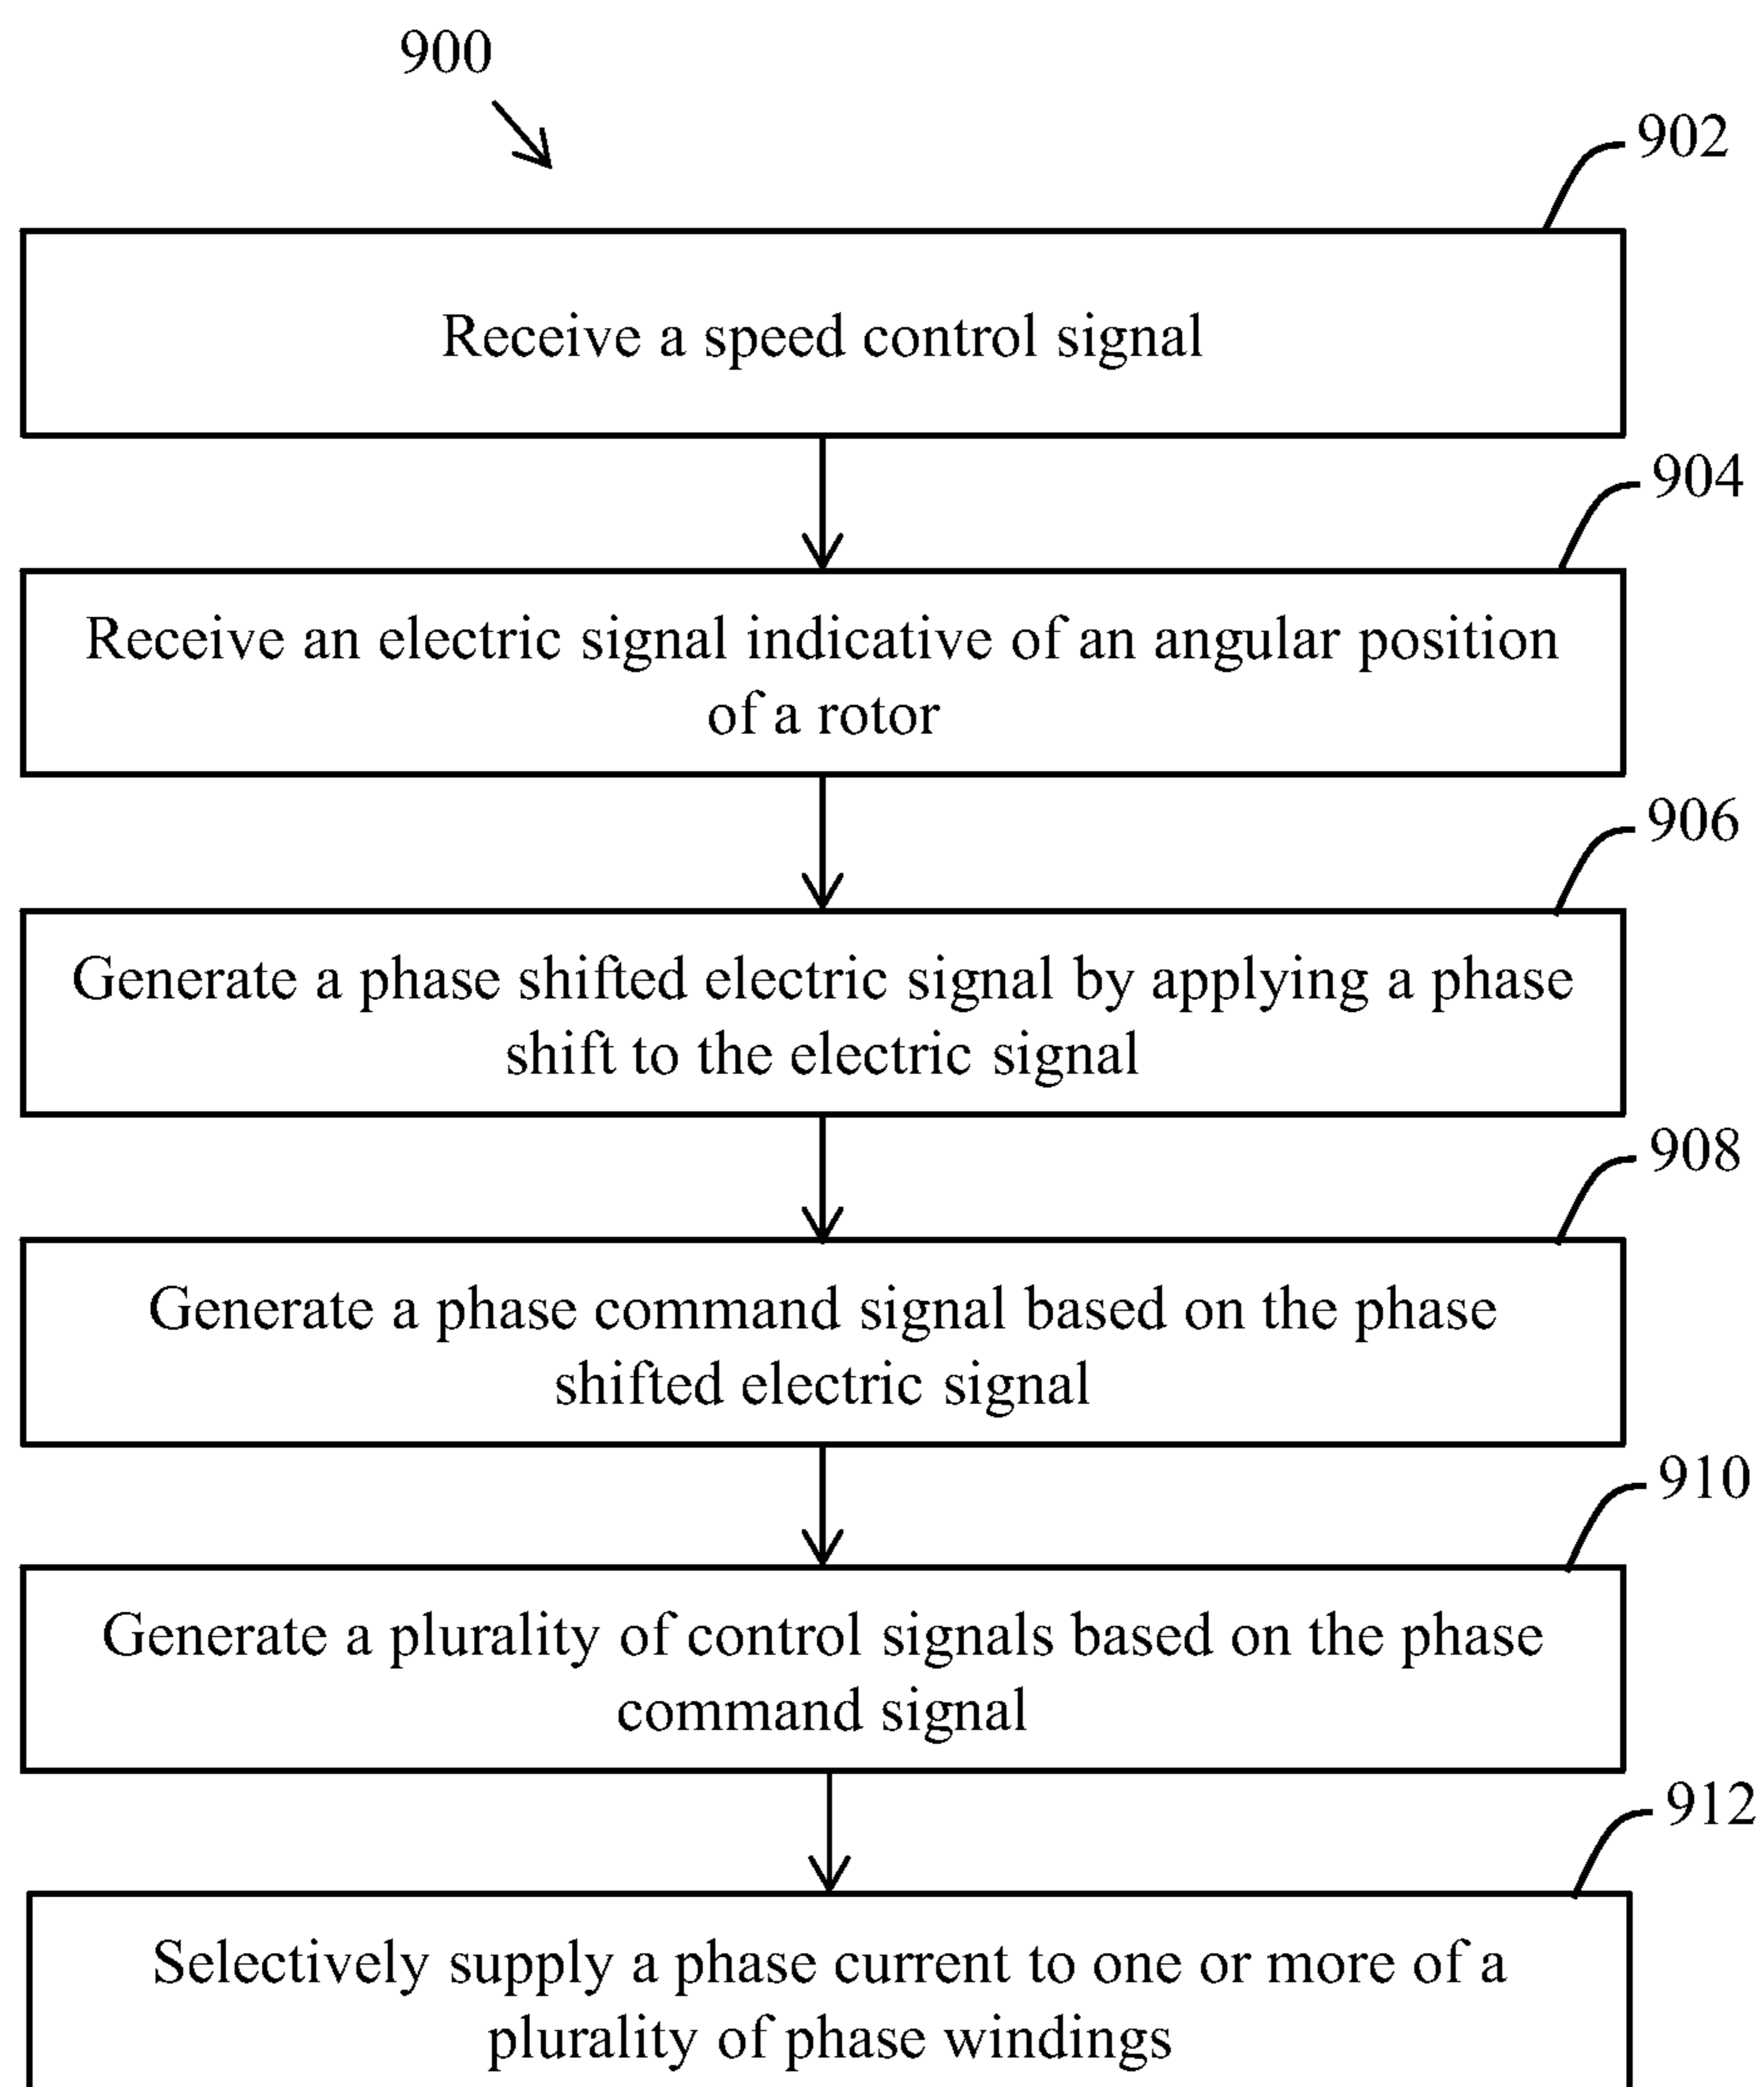 900
902
Receive a speed control signal
904
Receive an electric signal indicative of an angular position
of a rotor
906
Generate a phase shifted electric signal by applying a phase
shift to the electric signal
908
Generate a phase command signal based on the phase
shifted electric signal
910
Generate a plurality of control signals based on the phase
command signal
912
Selectively supply a phase current to one or more of a
plurality of phase windings